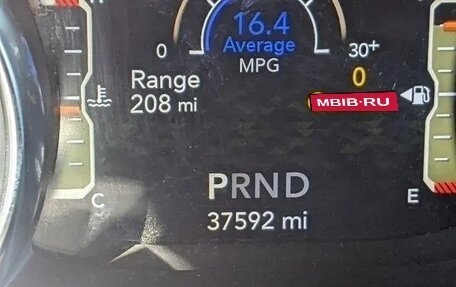 16.4
Average
0 MPG 30+
Range
208 mi
0
MBIB-RU
PRND
37592 mi
C
E